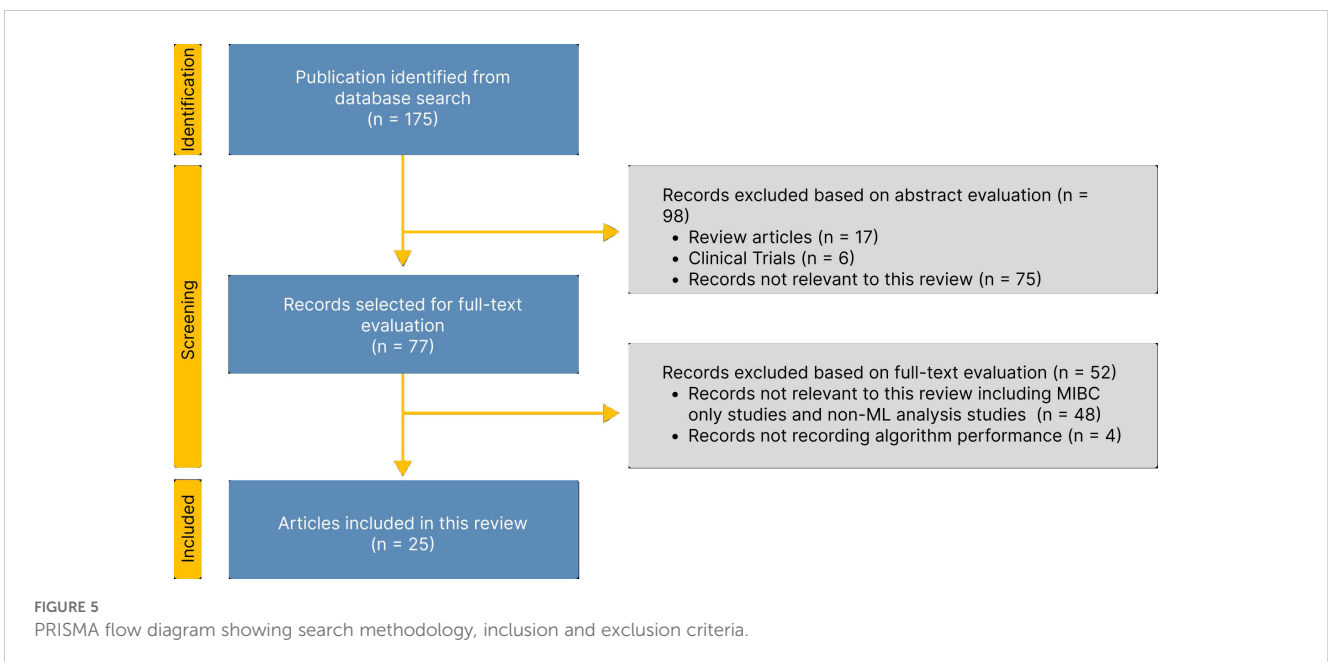 Identification
Publication identified from
database search
(n = 175)
Screening
Records excluded based on abstract evaluation (n =
98)
• Review articles (n = 17)
• Clinical Trials (n = 6)
• Records not relevant to this review (n = 75)
Records selected for full-text
evaluation
(n = 77)
Records excluded based on full-text evaluation (n = 52)
• Records not relevant to this review including MIBC
only studies and non-ML analysis studies (n = 48)
• Records not recording algorithm performance (n = 4)
Included
Articles included in this review
(n = 25)
FIGURE 5
PRISMA flow diagram showing search methodology, inclusion and exclusion criteria.